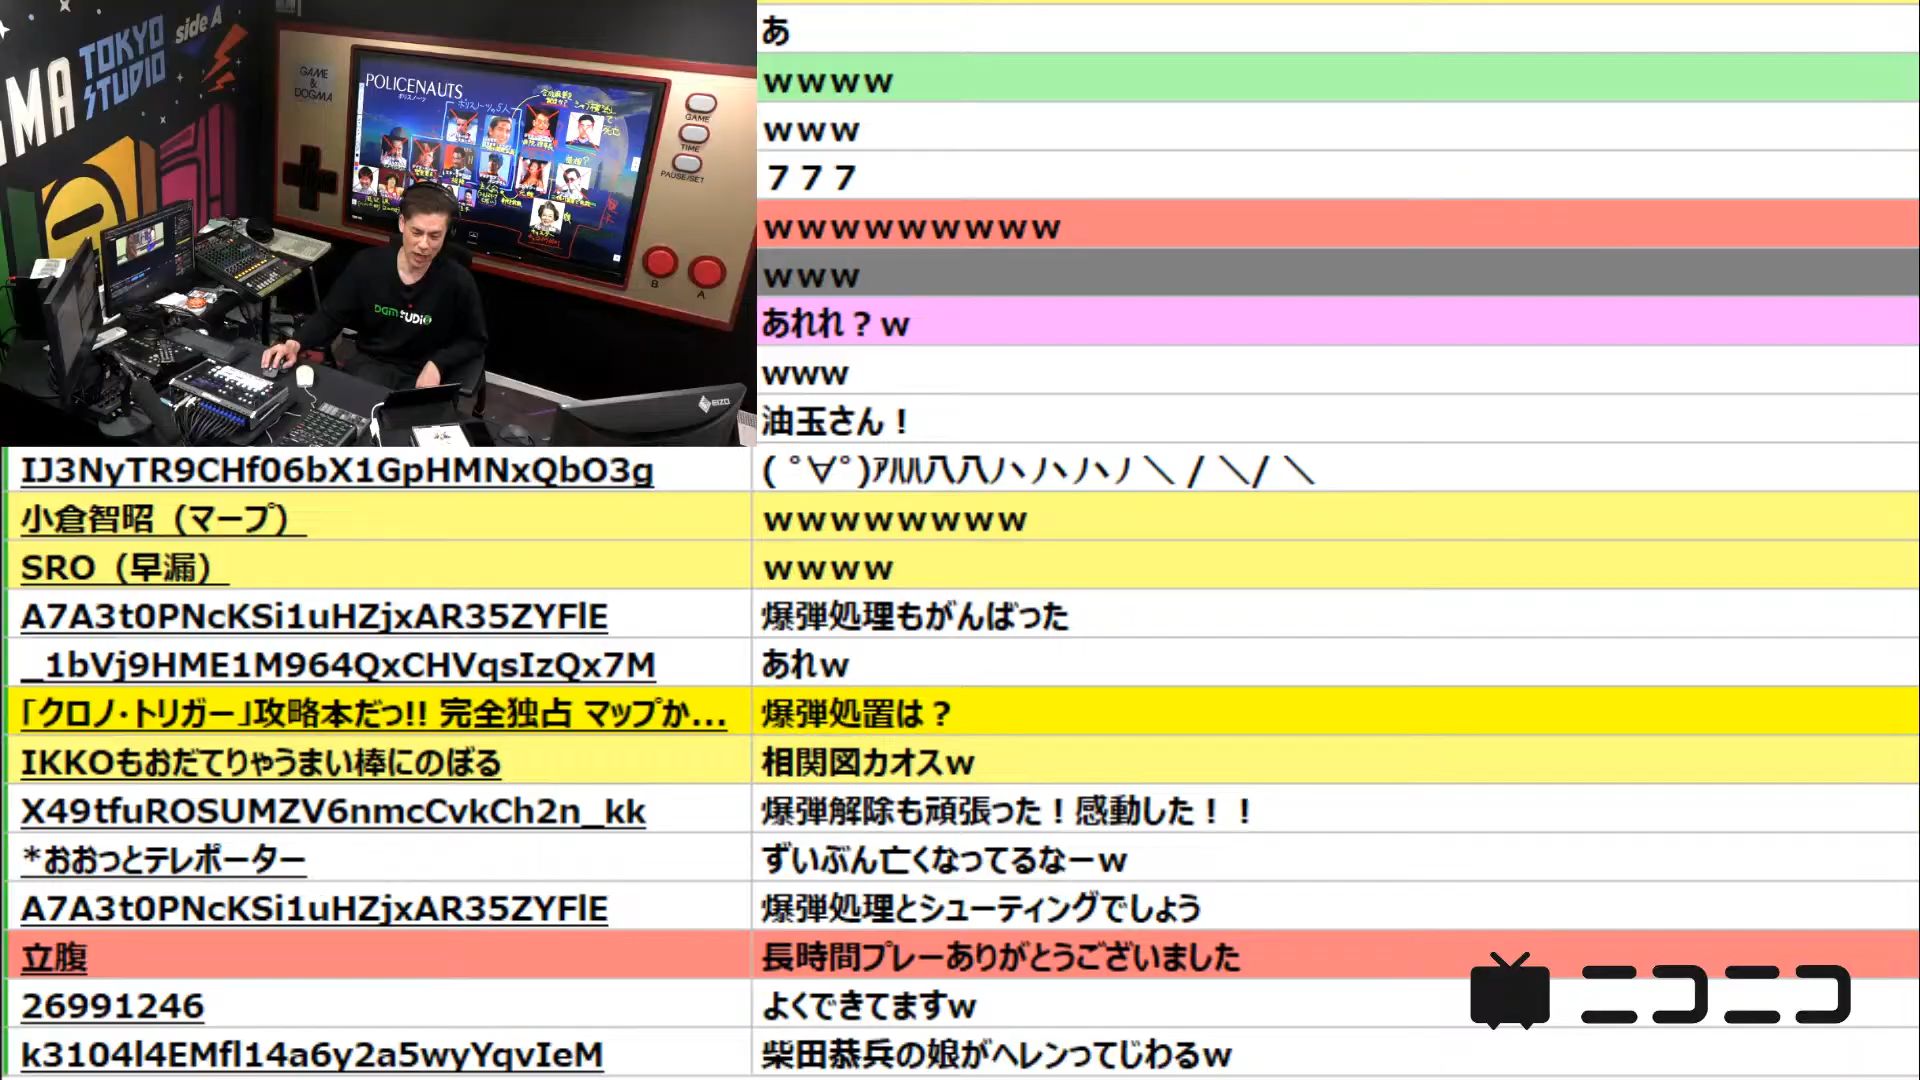 MA
TOKYO
STUDIO
side A
GAME
&
DOGMA
POLICENAUTS
ポリスノーツ
GAME
TIME
PAUSE/SET
B
A
EIZO
あ
ｗｗｗｗ
ｗｗｗ
７７７
ｗｗｗｗｗｗｗｗｗ
ｗｗｗ
あれれ？ｗ
www
油玉さん！
IJ3NyTR9CHf06bX1GpHMNxQbO3g
( ﾟ∀ﾟ)ｱﾊﾊ八八ﾉヽﾉヽﾉヽﾉ ＼ / ＼/ ＼
小倉智昭（マープ）
ｗｗｗｗｗｗｗｗ
SRO（早漏）
ｗｗｗｗ
A7A3t0PNcKSi1uHZjxAR35ZYFlE
爆弾処理もがんばった
_1bVj9HME1M964QxCHVqsIzQx7M
あれｗ
「クロノ・トリガー」攻略本だっ!! 完全独占 マップか...
爆弾処置は？
IKKOもおだてりゃうまい棒にのぼる
相関図カオスｗ
X49tfuROSUMZV6nmcCvkCh2n_kk
爆弾解除も頑張った！感動した！！
*おおっとテレポーター
ずいぶん亡くなってるなーｗ
A7A3t0PNcKSi1uHZjxAR35ZYFlE
爆弾処理とシューティングでしょう
立腹
長時間プレーありがとうございました
26991246
よくできてますｗ
k3104l4EMfl14a6y2a5wyYqvIeM
柴田恭兵の娘がヘレンってじわるｗ
ニコニコ